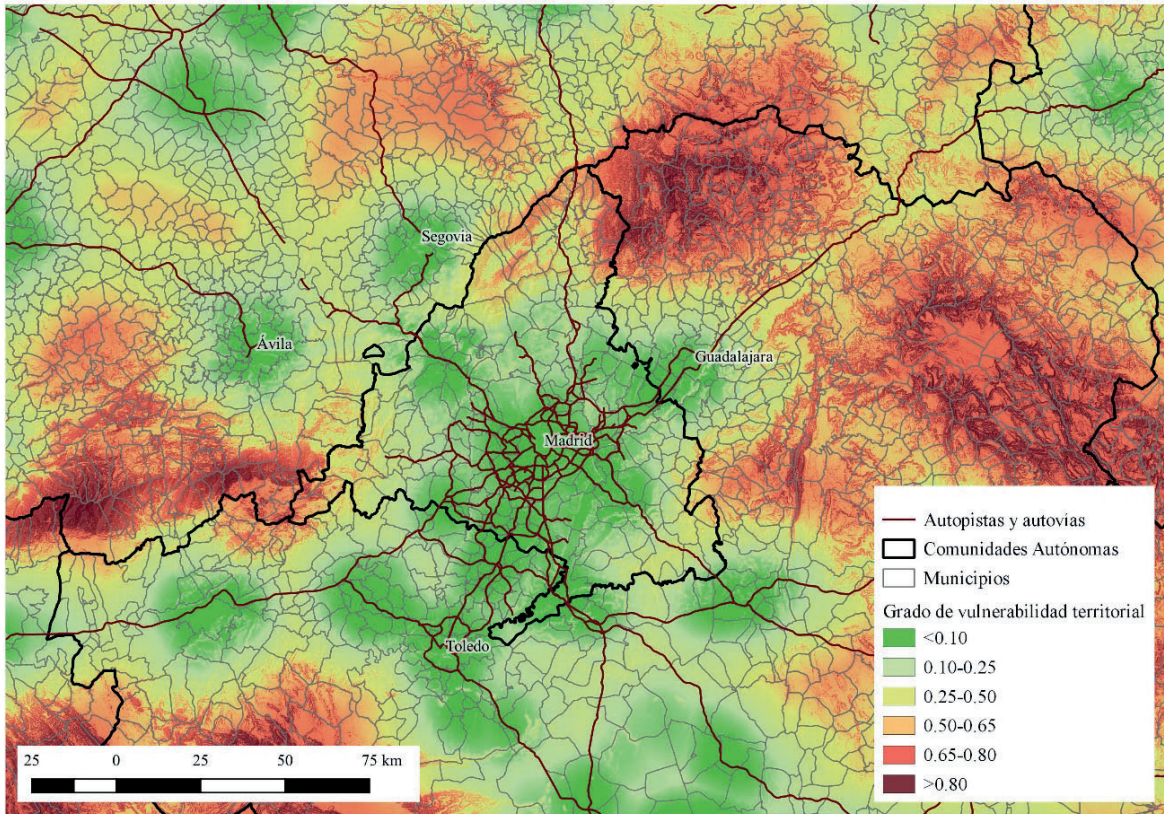 Segovia
Ávila
Guadalajara
Madrid
Toledo
Autopistas y autovías
Comunidades Autónomas
Municipios
Grado de vulnerabilidad territorial
<0.10
0.10-0.25
0.25-0.50
0.50-0.65
0.65-0.80
>0.80
25 0 25 50 75 km